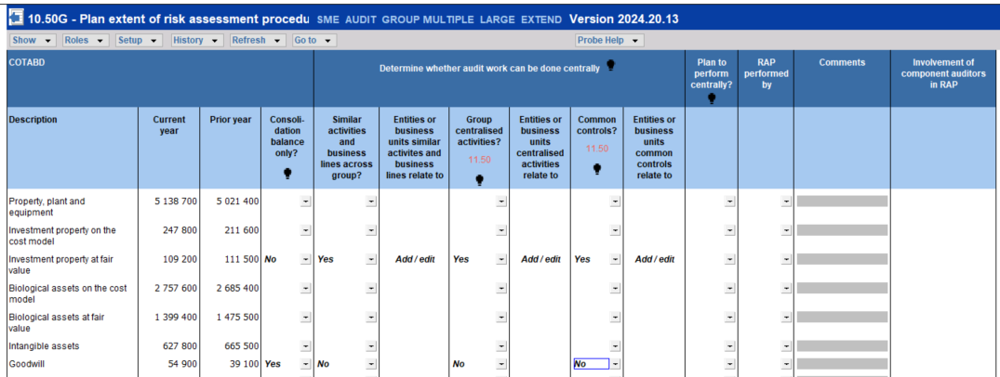 10.50G - Plan extent of risk assessment procedu SME AUDIT GROUP MULTIPLE LARGE EXTEND Version 2024.20.13
Show Roles Setup History Refresh Go to Probe Help
COTABD
Determine whether audit work can be done centrally
Plan to
perform
centrally?
RAP
performed
by
Comments
Involvement of
component auditors
in RAP
Description
Current
year
Prior year
Consoli-
dation
balance
only?
Similar
activities
and
business
lines across
group?
Entities or
business
units similar
activites and
business
lines relate to
Group
centralised
activities?
11.50
Entities or
business
units
centralised
activities
relate to
Common
controls?
11.50
Entities or
business
units
common
controls
relate to
Property, plant and
equipment
5 138 700 5 021 400
Investment property on the
cost model
247 800 211 600
Investment property at fair
value
109 200 111 500 No Yes Add / edit Yes Add / edit Yes Add / edit
Biological assets on the cost
model
2 757 600 2 685 400
Biological assets at fair
value
1 399 400 1 475 500
Intangible assets 627 800 665 500
Goodwill 54 900 39 100 Yes No No No